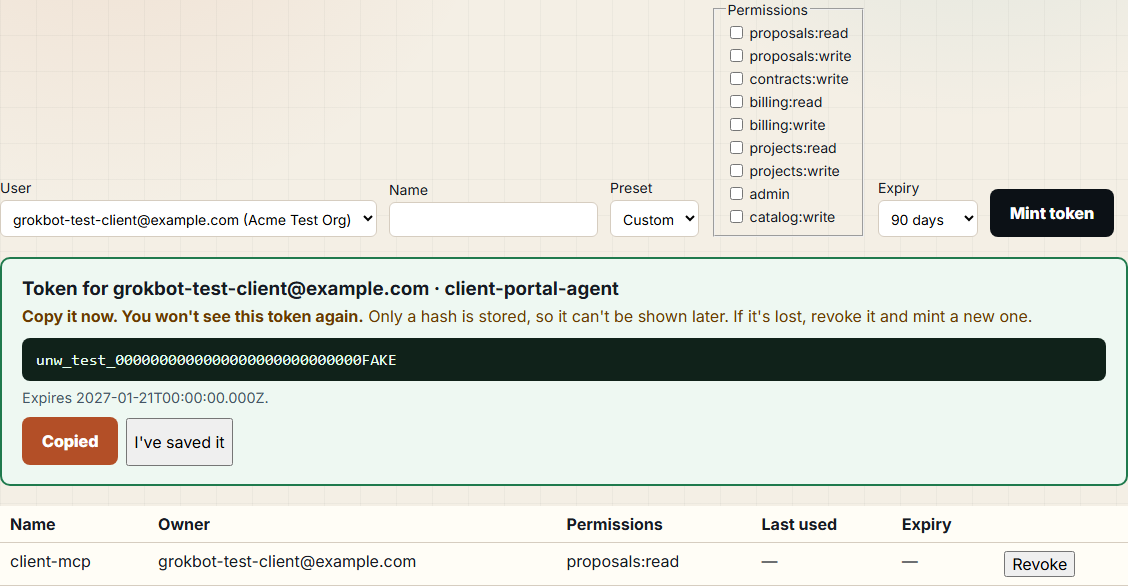 Permissions
proposals:read
proposals:write
contracts:write
billing:read
billing:write
projects:read
projects:write
admin
catalog:write
User
grokbot-test-client@example.com (Acme Test Org)
Name
Preset
Custom
Expiry
90 days
Mint token
Token for grokbot-test-client@example.com · client-portal-agent
Copy it now. You won't see this token again. Only a hash is stored, so it can't be shown later. If it's lost, revoke it and mint a new one.
unw_test_0000000000000000000000000000FAKE
Expires 2027-01-21T00:00:00.000Z.
Copied
I've saved it
Name Owner Permissions Last used Expiry
client-mcp grokbot-test-client@example.com proposals:read — — Revoke